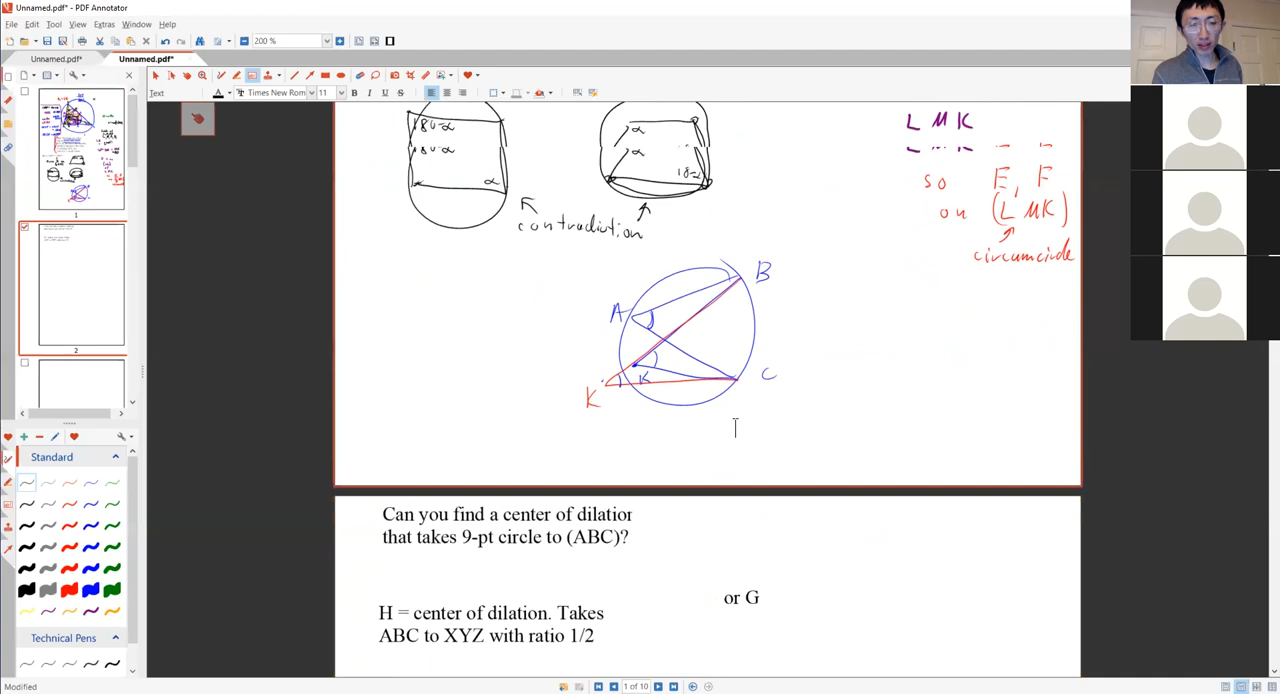 Unnamed.pdf* - PDF Annotator
File Edit Tool View Extras Window Help
200 %
Unnamed.pdf* Unnamed.pdf*
Text A Times New Rom 11 B I U S
1
2
Standard
Technical Pens
180-α
180-α
α
α
α
contradiction
L M K
so E, F
on (L M K)
circumcircle
A
B
K
K
C
Can you find a center of dilation
that takes 9-pt circle to (ABC)?
H = center of dilation. Takes
ABC to XYZ with ratio 1/2
or G
Modified
1 of 10